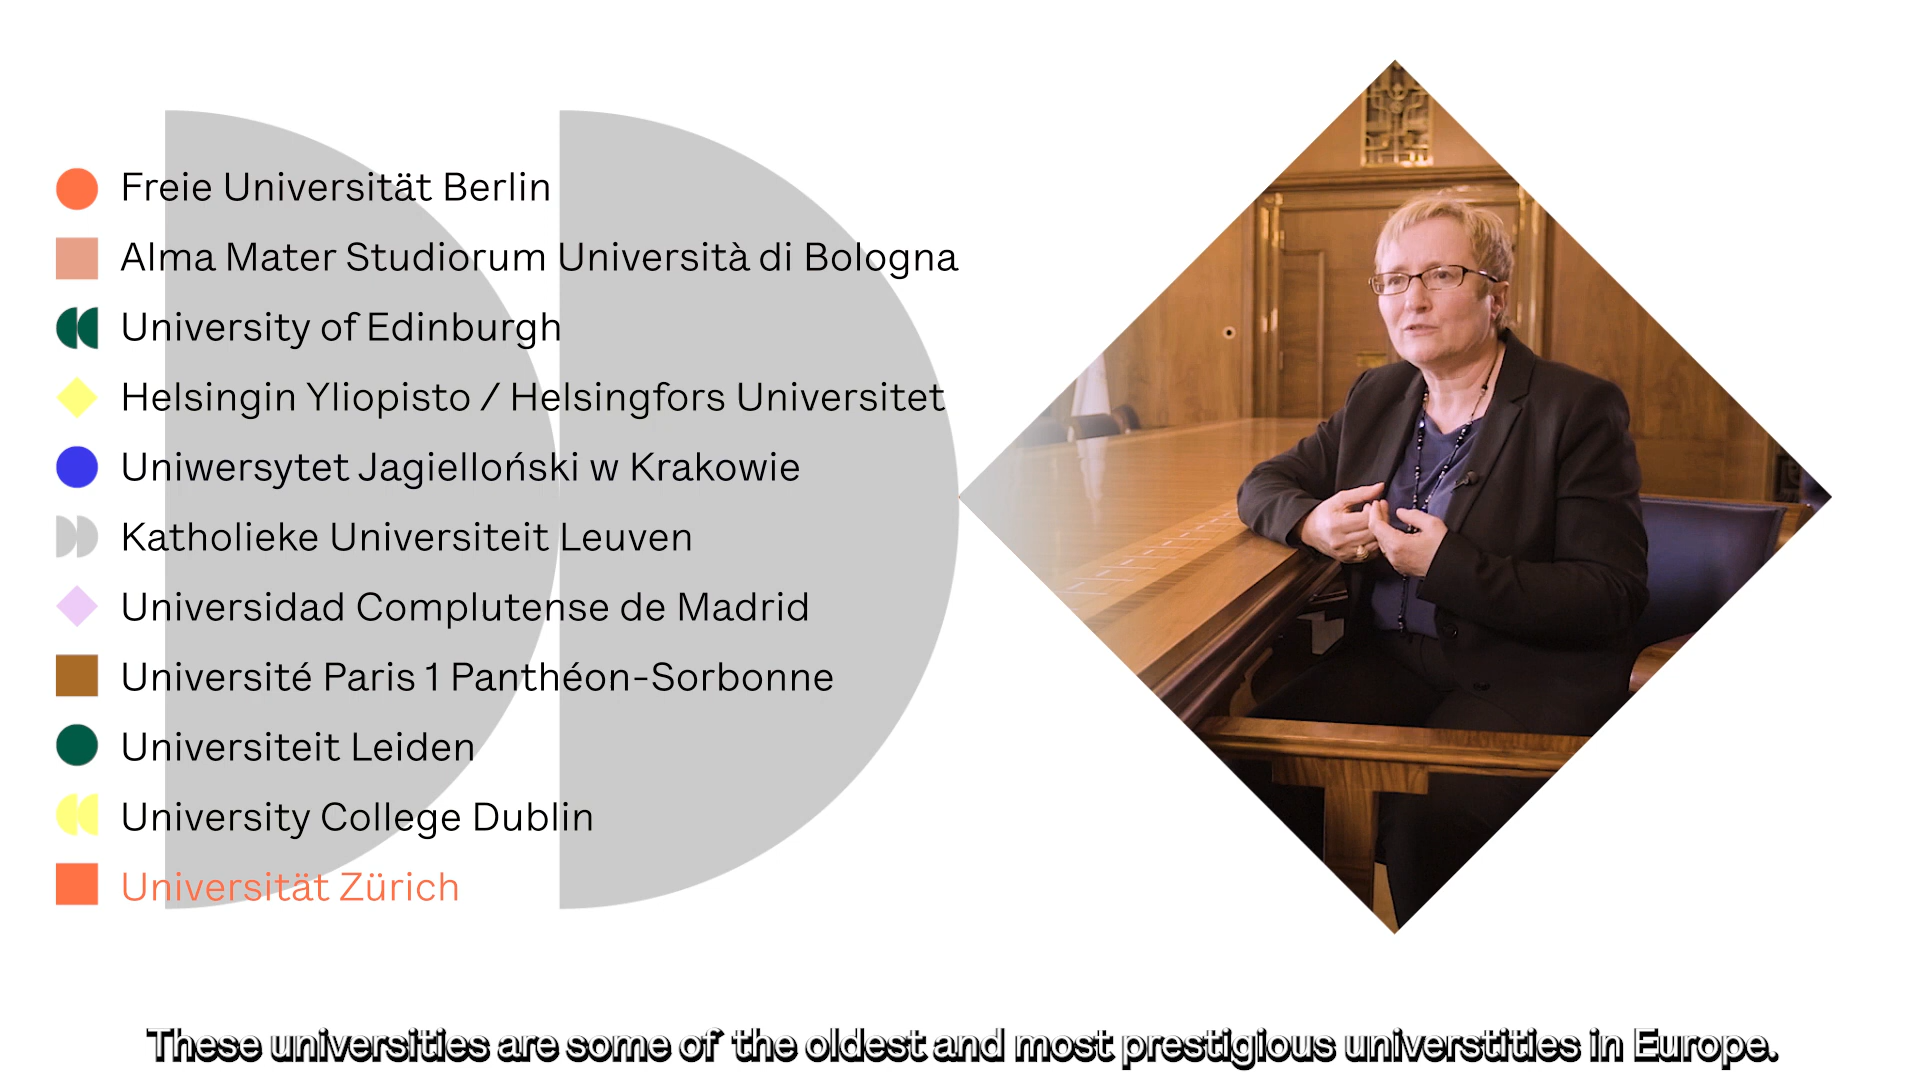 Freie Universität Berlin
Alma Mater Studiorum Università di Bologna
University of Edinburgh
Helsingin Yliopisto / Helsingfors Universitet
Uniwersytet Jagielloński w Krakowie
Katholieke Universiteit Leuven
Universidad Complutense de Madrid
Université Paris 1 Panthéon-Sorbonne
Universiteit Leiden
University College Dublin
Universität Zürich
These universities are some of the oldest and most prestigious universtities in Europe.